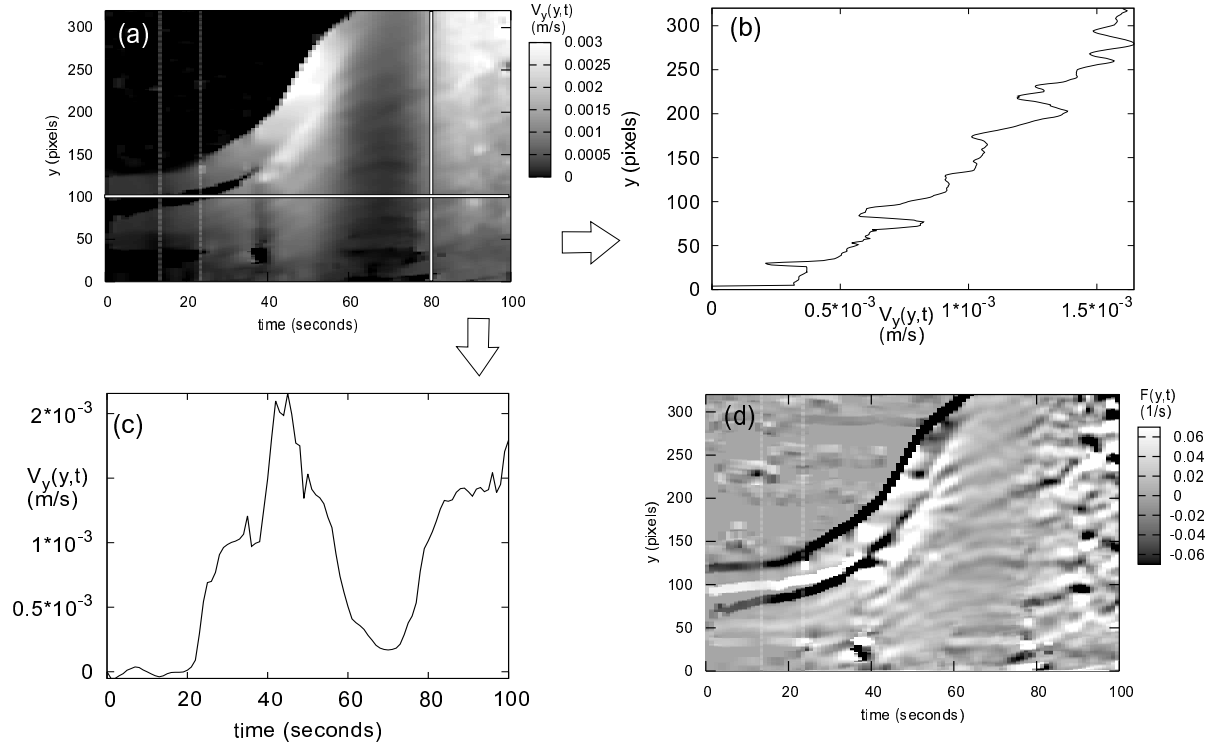 (a)
V_y(y,t)
(m/s)
0.003
0.0025
0.002
0.0015
0.001
0.0005
0
300
250
200
150
100
50
0
y (pixels)
0 20 40 60 80 100
time (seconds)
(b)
300
250
200
150
100
50
0
y (pixels)
0 0.5*10^-3 1*10^-3 1.5*10^-3
V_y(y,t)
(m/s)
(c)
2*10^-3
V_y(y,t)
(m/s)
1*10^-3
0.5*10^-3
0
0 20 40 60 80 100
time (seconds)
(d)
F(y,t)
(1/s)
0.06
0.04
0.02
0
-0.02
-0.04
-0.06
300
250
200
150
100
50
0
y (pixels)
0 20 40 60 80 100
time (seconds)